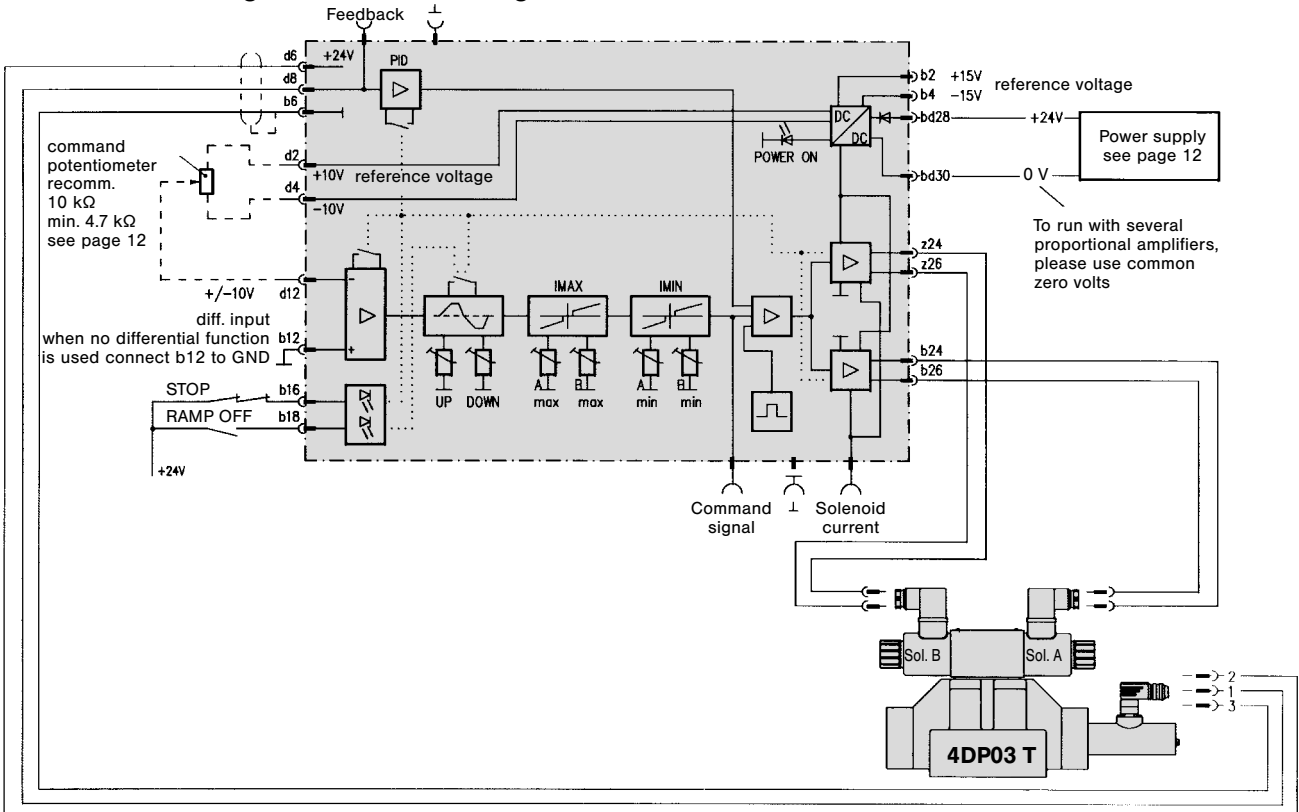 Feedback
d6
+24V
d8
PID
b6
b2 +15V
reference voltage
b4 -15V
bd28
+24V
DC
DC
POWER ON
Power supply
see page 12
bd30
0 V
command
potentiometer
recomm.
10 kΩ
min. 4.7 kΩ
see page 12
d2
+10V reference voltage
d4
-10V
To run with several
proportional amplifiers,
please use common
zero volts
z24
z26
+/-10V d12
-
IMAX
IMIN
diff. input
when no differential function
is used connect b12 to GND
b12
+
b24
b26
STOP b16
RAMP OFF b18
+24V
UP
DOWN
A
max
B
max
A
min
B
min
Command
signal
Solenoid
current
Sol. B
Sol. A
2
1
3
4DP03 T